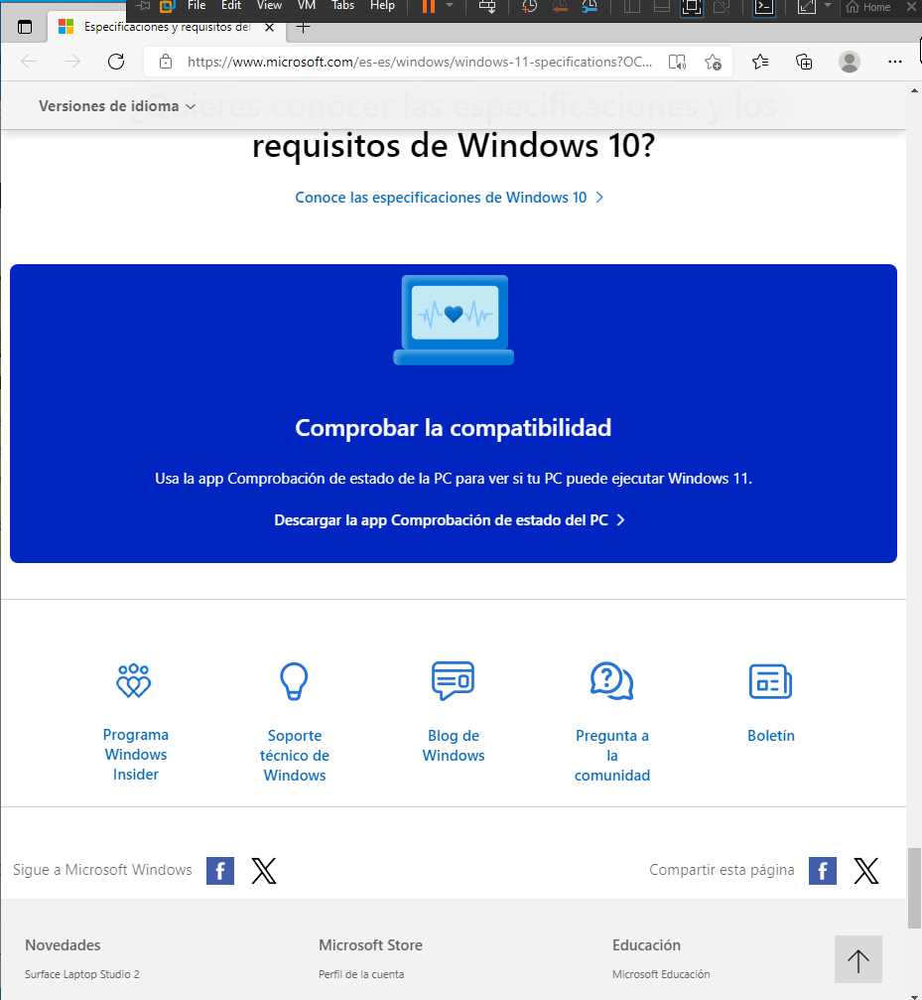 File Edit View VM Tabs Help
Home
Especificaciones y requisitos del
https://www.microsoft.com/es-es/windows/windows-11-specifications?OC...
Versiones de idioma
¿Quieres conocer las especificaciones y los
requisitos de Windows 10?
Conoce las especificaciones de Windows 10
Comprobar la compatibilidad
Usa la app Comprobación de estado de la PC para ver si tu PC puede ejecutar Windows 11.
Descargar la app Comprobación de estado del PC
Programa
Windows
Insider
Soporte
técnico de
Windows
Blog de
Windows
Pregunta a
la
comunidad
Boletín
Sigue a Microsoft Windows
Compartir esta página
Novedades
Surface Laptop Studio 2
Microsoft Store
Perfil de la cuenta
Educación
Microsoft Educación